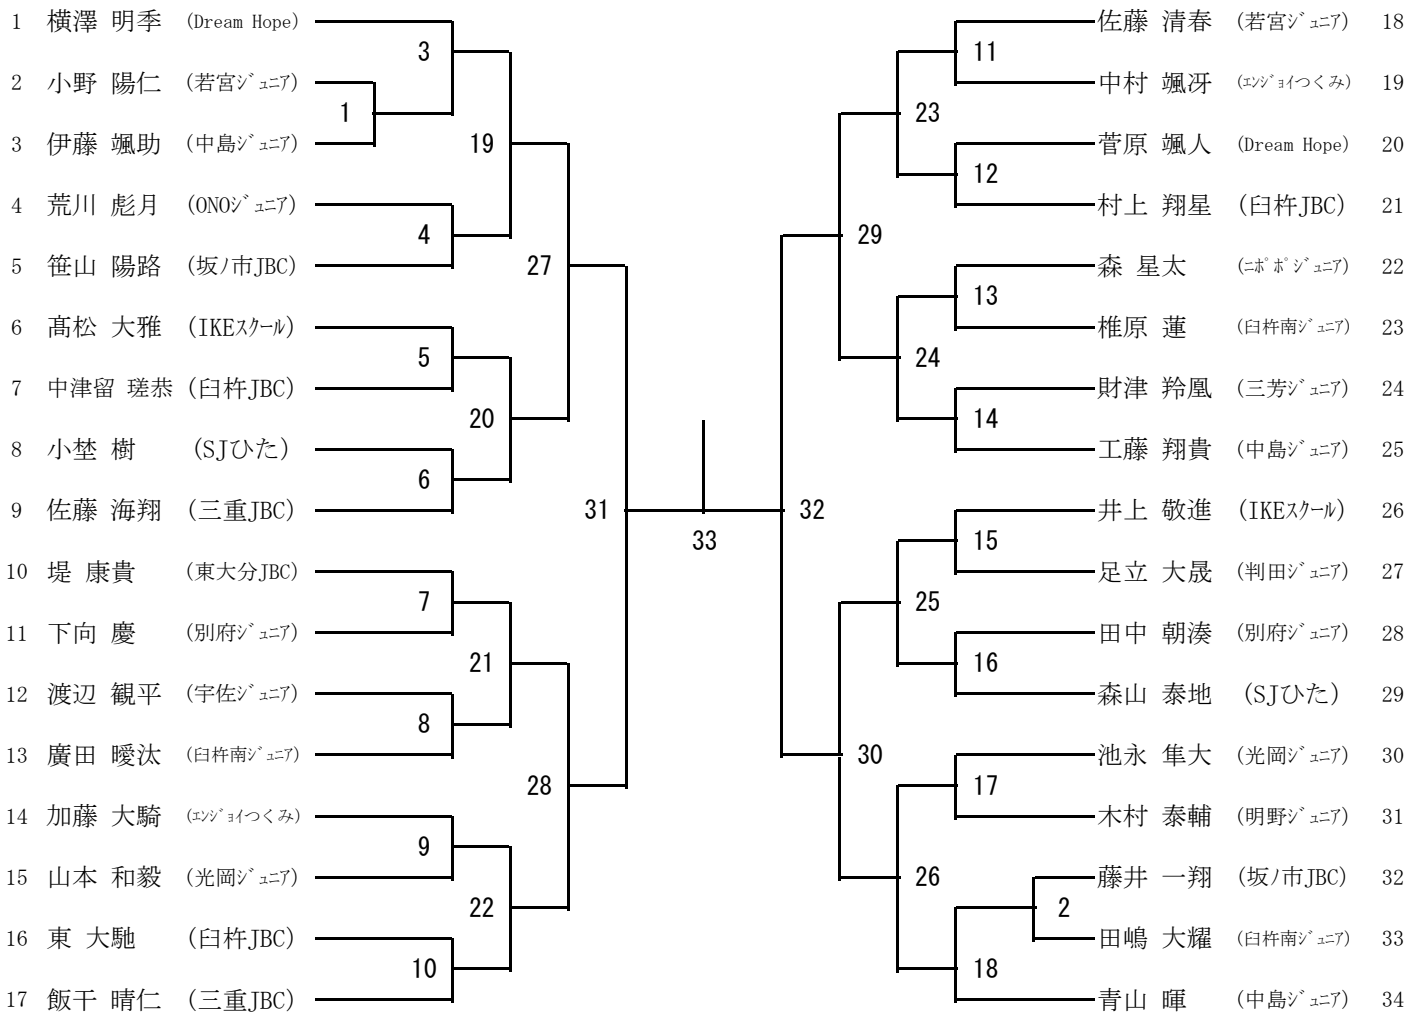 1 横澤 明季 (Dream Hope)
2 小野 陽仁 (若宮ｼﾞｭﾆｱ)
3 伊藤 颯助 (中島ｼﾞｭﾆｱ)
4 荒川 彪月 (ONOｼﾞｭﾆｱ)
5 笹山 陽路 (坂ﾉ市JBC)
6 髙松 大雅 (IKEｽｸｰﾙ)
7 中津留 瑳恭 (臼杵JBC)
8 小埜 樹 (SJひた)
9 佐藤 海翔 (三重JBC)
10 堤 康貴 (東大分JBC)
11 下向 慶 (別府ｼﾞｭﾆｱ)
12 渡辺 観平 (宇佐ｼﾞｭﾆｱ)
13 廣田 曖汰 (臼杵南ｼﾞｭﾆｱ)
14 加藤 大騎 (ｴﾝｼﾞｮｲつくみ)
15 山本 和毅 (光岡ｼﾞｭﾆｱ)
16 東 大馳 (臼杵JBC)
17 飯干 晴仁 (三重JBC)
1
3
4
5
6
7
8
9
10
19
20
21
22
27
28
31
33
32
29
30
23
24
25
26
11
12
13
14
15
16
17
2
18
佐藤 清春 (若宮ｼﾞｭﾆｱ) 18
中村 颯冴 (ｴﾝｼﾞｮｲつくみ) 19
菅原 颯人 (Dream Hope) 20
村上 翔星 (臼杵JBC) 21
森 星太 (ﾆﾎﾟﾎﾟｼﾞｭﾆｱ) 22
椎原 蓮 (臼杵南ジュニア) 23
財津 羚凰 (三芳ｼﾞｭﾆｱ) 24
工藤 翔貴 (中島ｼﾞｭﾆｱ) 25
井上 敬進 (IKEｽｸｰﾙ) 26
足立 大晟 (判田ｼﾞｭﾆｱ) 27
田中 朝湊 (別府ｼﾞｭﾆｱ) 28
森山 泰地 (SJひた) 29
池永 隼大 (光岡ｼﾞｭﾆｱ) 30
木村 泰輔 (明野ｼﾞｭﾆｱ) 31
藤井 一翔 (坂ﾉ市JBC) 32
田嶋 大耀 (臼杵南ｼﾞｭﾆｱ) 33
青山 暉 (中島ｼﾞｭﾆｱ) 34